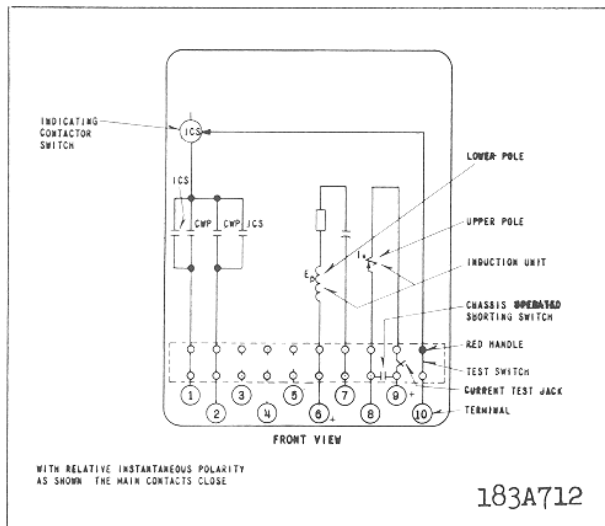 INDICATING
CONTACTOR
SWITCH
ICS
ICS
CWP
CWP
ICS
LOWER POLE
UPPER POLE
INDUCTION UNIT
CHASSIS OPERATED
SHORTING SWITCH
RED HANDLE
TEST SWITCH
CURRENT TEST JACK
TERMINAL
1
2
3
4
5
6
+
7
8
9
+
10
FRONT VIEW
WITH RELATIVE INSTANTANEOUS POLARITY
AS SHOWN THE MAIN CONTACTS CLOSE
183A712